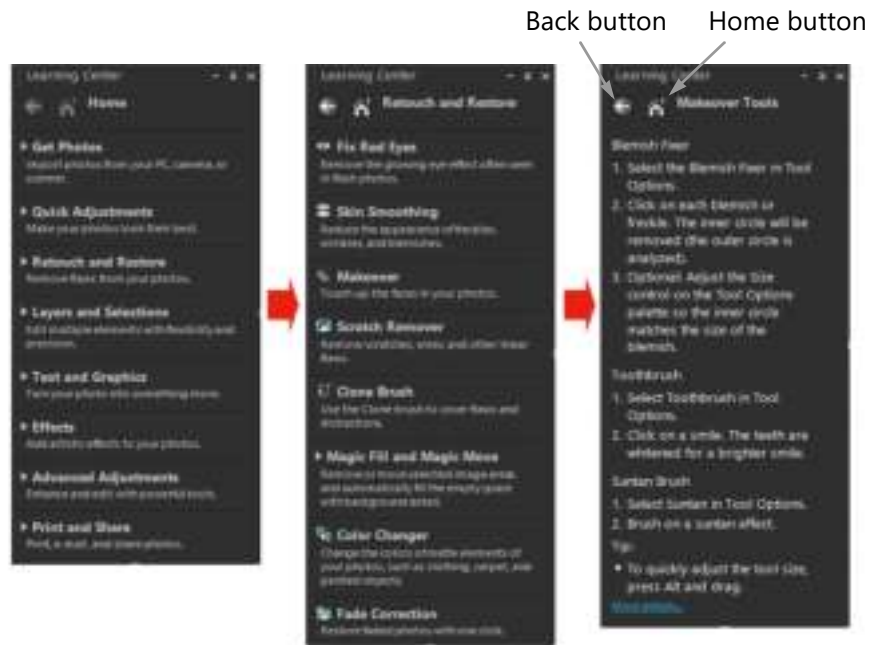 Back button Home button
Learning Center
Home
Get Photos
Import photos from your PC, camera, or
scanner.
Quick Adjustments
Make your photos look their best.
Retouch and Restore
Remove flaws from your photos.
Layers and Selections
Edit multiple elements with flexibility and
precision.
Text and Graphics
Turn your photo into something more.
Effects
Add artistic effects to your photos.
Advanced Adjustments
Enhance and edit with powerful tools.
Print and Share
Print, e-mail, and share photos.
Learning Center
Retouch and Restore
Fix Red Eyes
Remove the glowing eye effect often seen
in flash photos.
Skin Smoothing
Reduce the appearance of freckles,
wrinkles, and blemishes.
Makeover
Touch up the faces in your photos.
Scratch Remover
Remove scratches, wires, and other linear
flaws.
Clone Brush
Use the Clone brush to cover flaws and
distractions.
Magic Fill and Magic Move
Remove or move selected image areas
and automatically fill the empty space
with background detail.
Color Changer
Change the colors of matte elements of
your photos, such as clothing, carpet, and
painted objects.
Fade Correction
Restore faded photos with one click.
Learning Center
Makeover Tools
Blemish Fixer
1. Select the Blemish Fixer in Tool
Options.
2. Click on each blemish or
freckle. The inner circle will be
removed (the outer circle is
analyzed).
3. Optional: Adjust the Size
control on the Tool Options
palette so the inner circle
matches the size of the
blemish.
Toothbrush
1. Select Toothbrush in Tool
Options.
2. Click on a smile. The teeth are
whitened for a brighter smile.
Suntan Brush
1. Select Suntan in Tool Options.
2. Brush on a suntan effect.
Tip:
• To quickly adjust the tool size,
press Alt and drag.
More details...